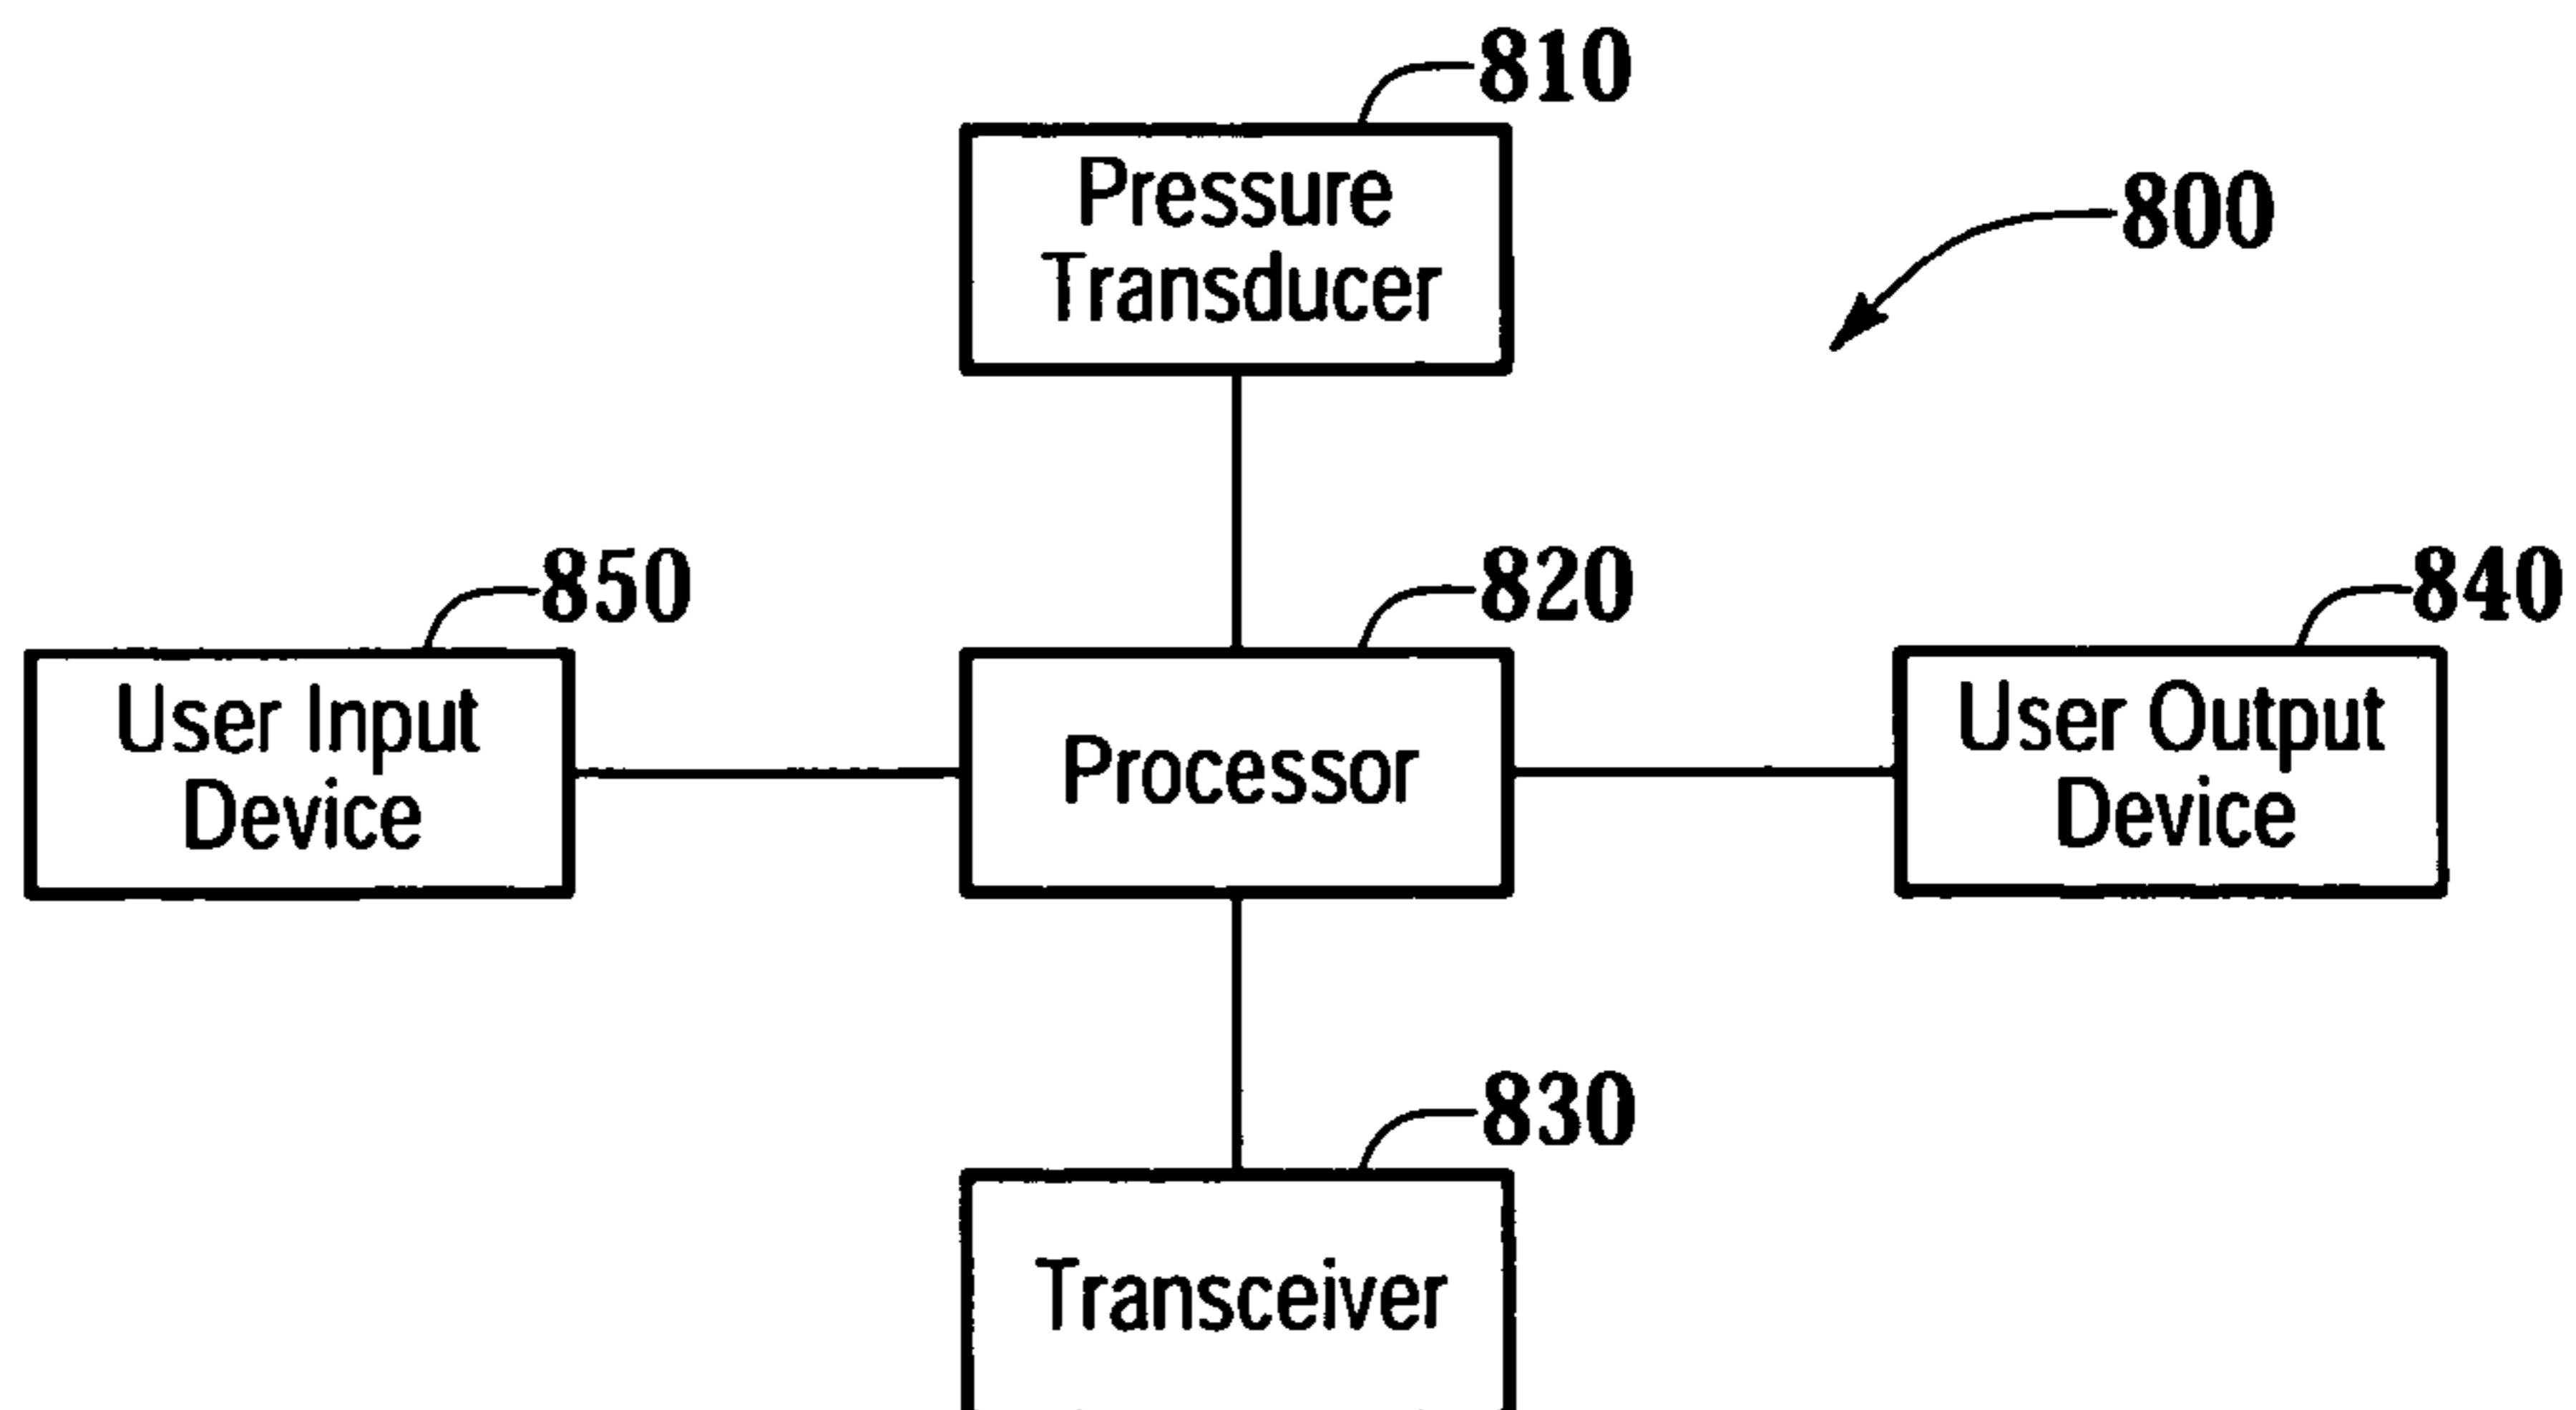 810
Pressure
Transducer
800
850
820
840
User Input
Device
Processor
User Output
Device
830
Transceiver